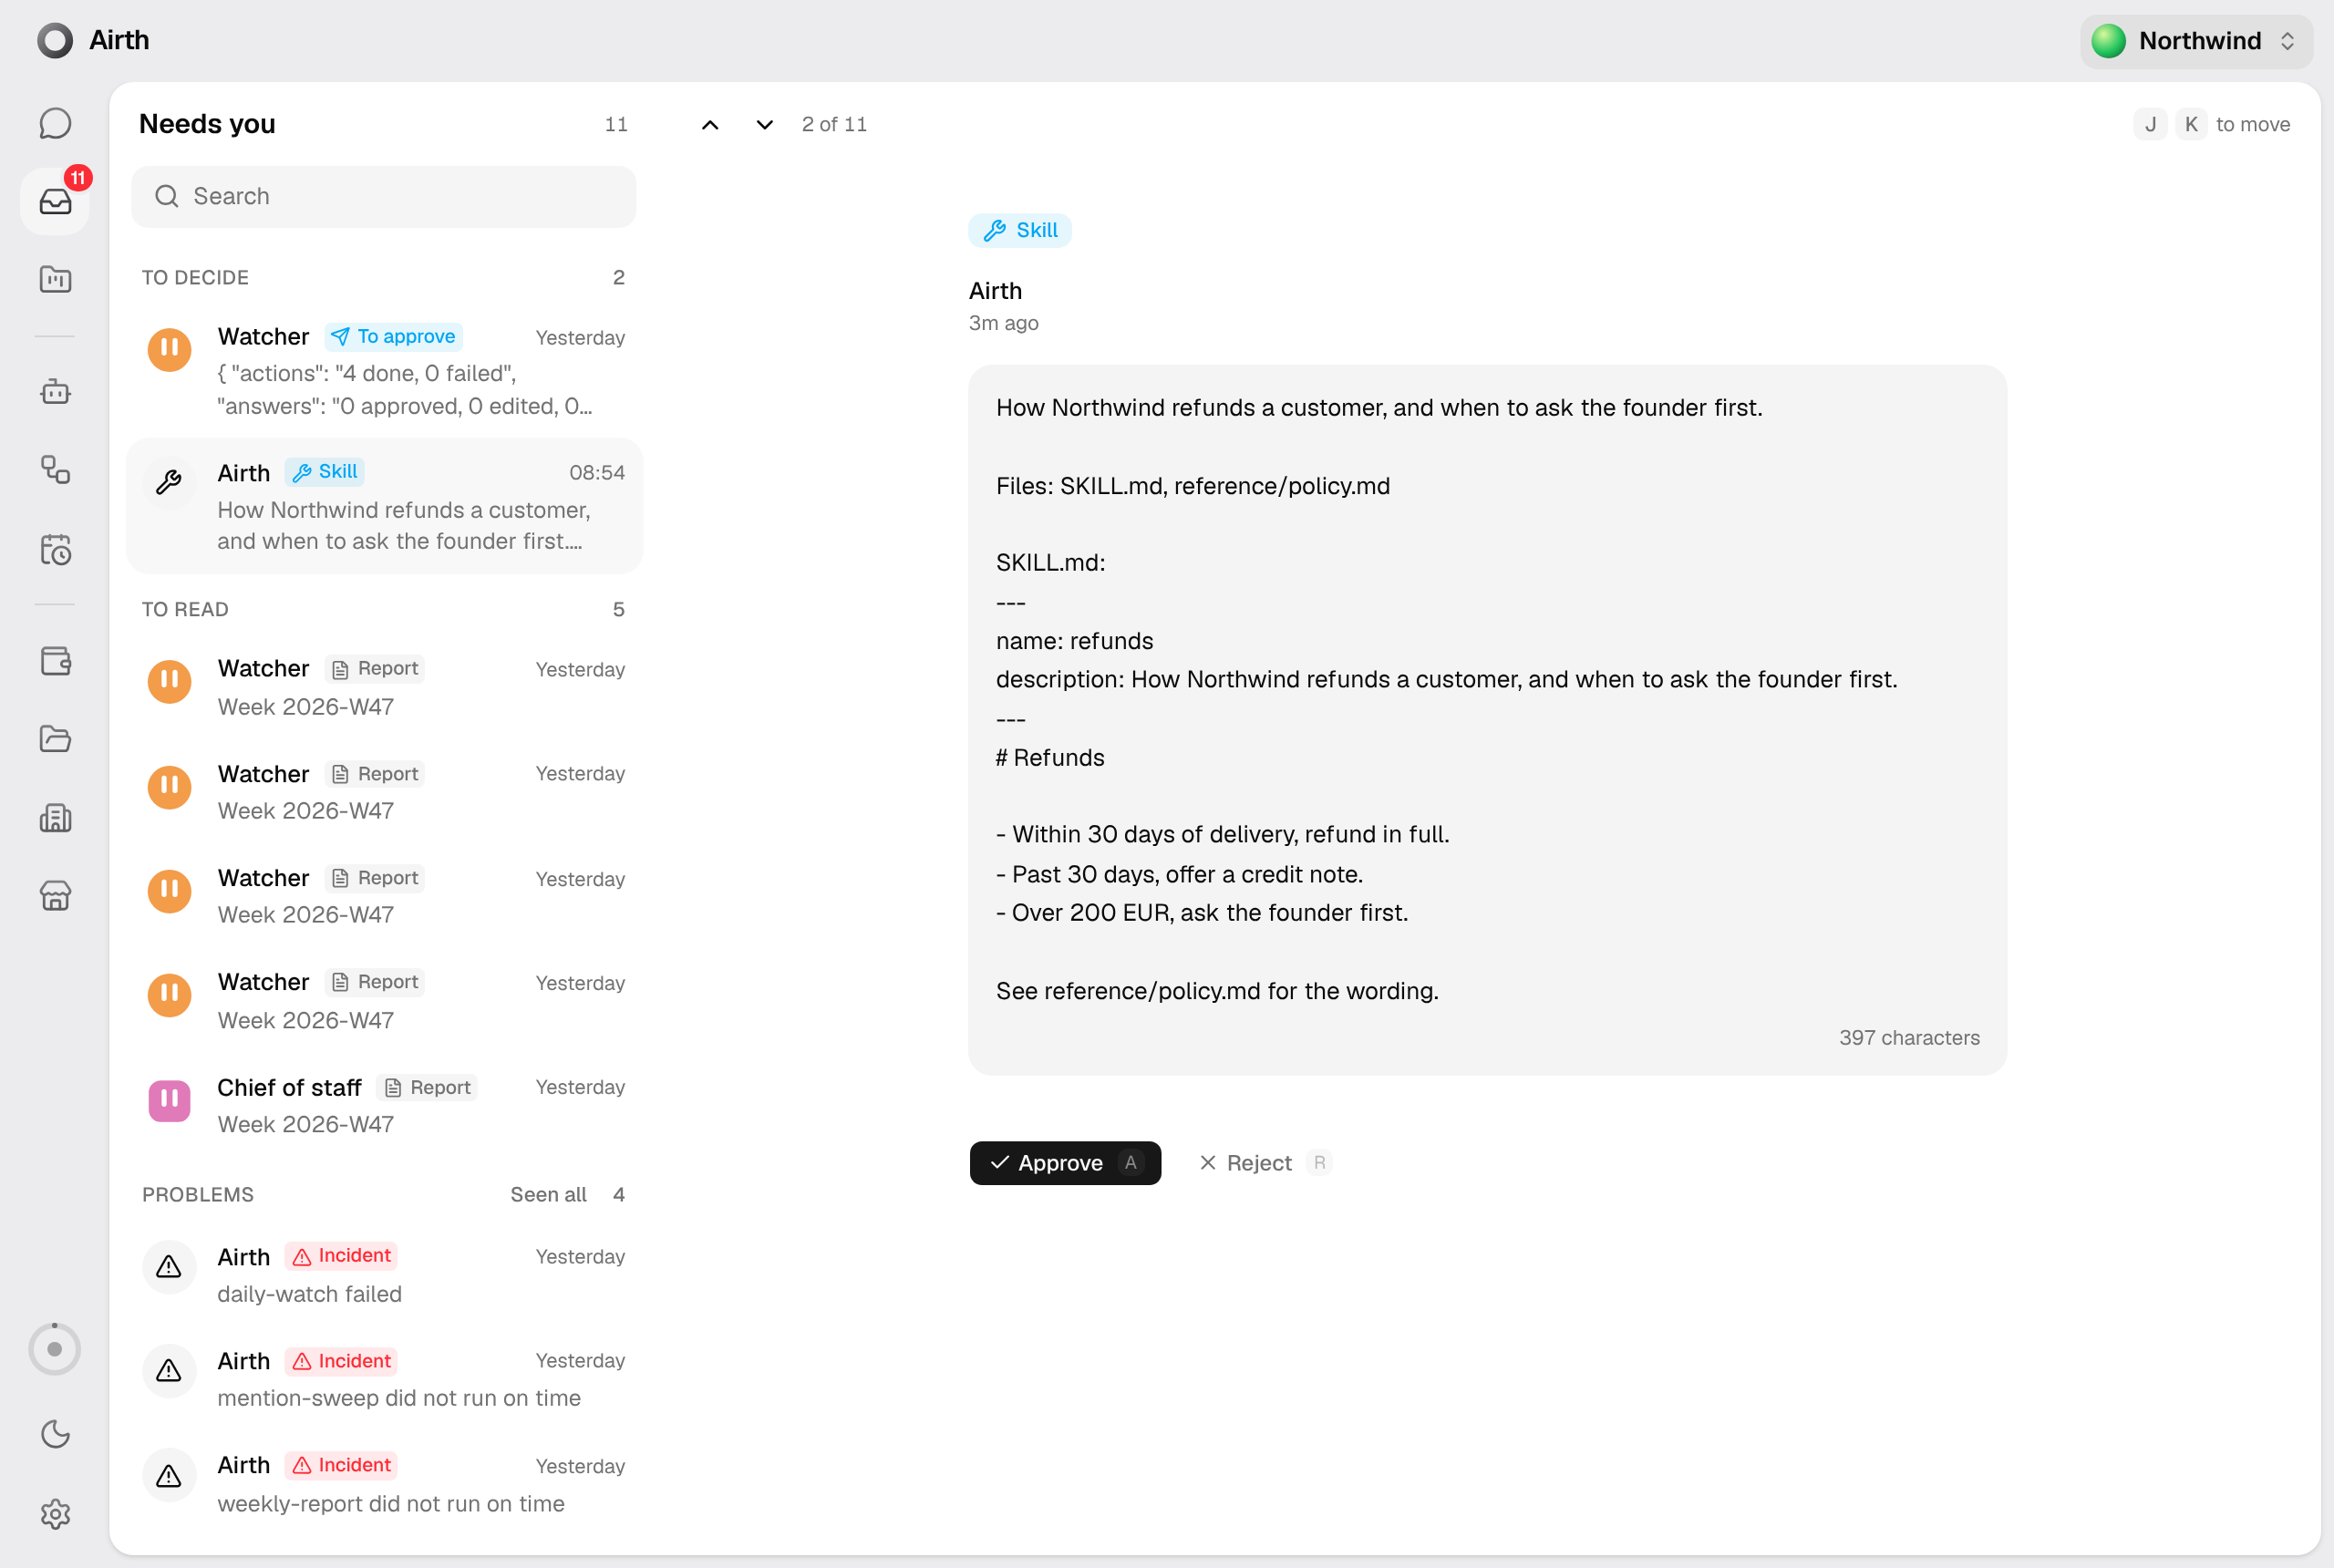 Airth
Northwind
Needs you
11
2 of 11
J K to move
11
Search
TO DECIDE
2
Watcher
To approve
Yesterday
{ "actions": "4 done, 0 failed",
"answers": "0 approved, 0 edited, 0...
Airth
Skill
08:54
How Northwind refunds a customer,
and when to ask the founder first....
TO READ
5
Watcher
Report
Yesterday
Week 2026-W47
Watcher
Report
Yesterday
Week 2026-W47
Watcher
Report
Yesterday
Week 2026-W47
Watcher
Report
Yesterday
Week 2026-W47
Chief of staff
Report
Yesterday
Week 2026-W47
PROBLEMS
Seen all
4
Airth
Incident
Yesterday
daily-watch failed
Airth
Incident
Yesterday
mention-sweep did not run on time
Airth
Incident
Yesterday
weekly-report did not run on time
Skill
Airth
3m ago
How Northwind refunds a customer, and when to ask the founder first.
Files: SKILL.md, reference/policy.md
SKILL.md:
---
name: refunds
description: How Northwind refunds a customer, and when to ask the founder first.
---
# Refunds
- Within 30 days of delivery, refund in full.
- Past 30 days, offer a credit note.
- Over 200 EUR, ask the founder first.
See reference/policy.md for the wording.
397 characters
Approve A
Reject R